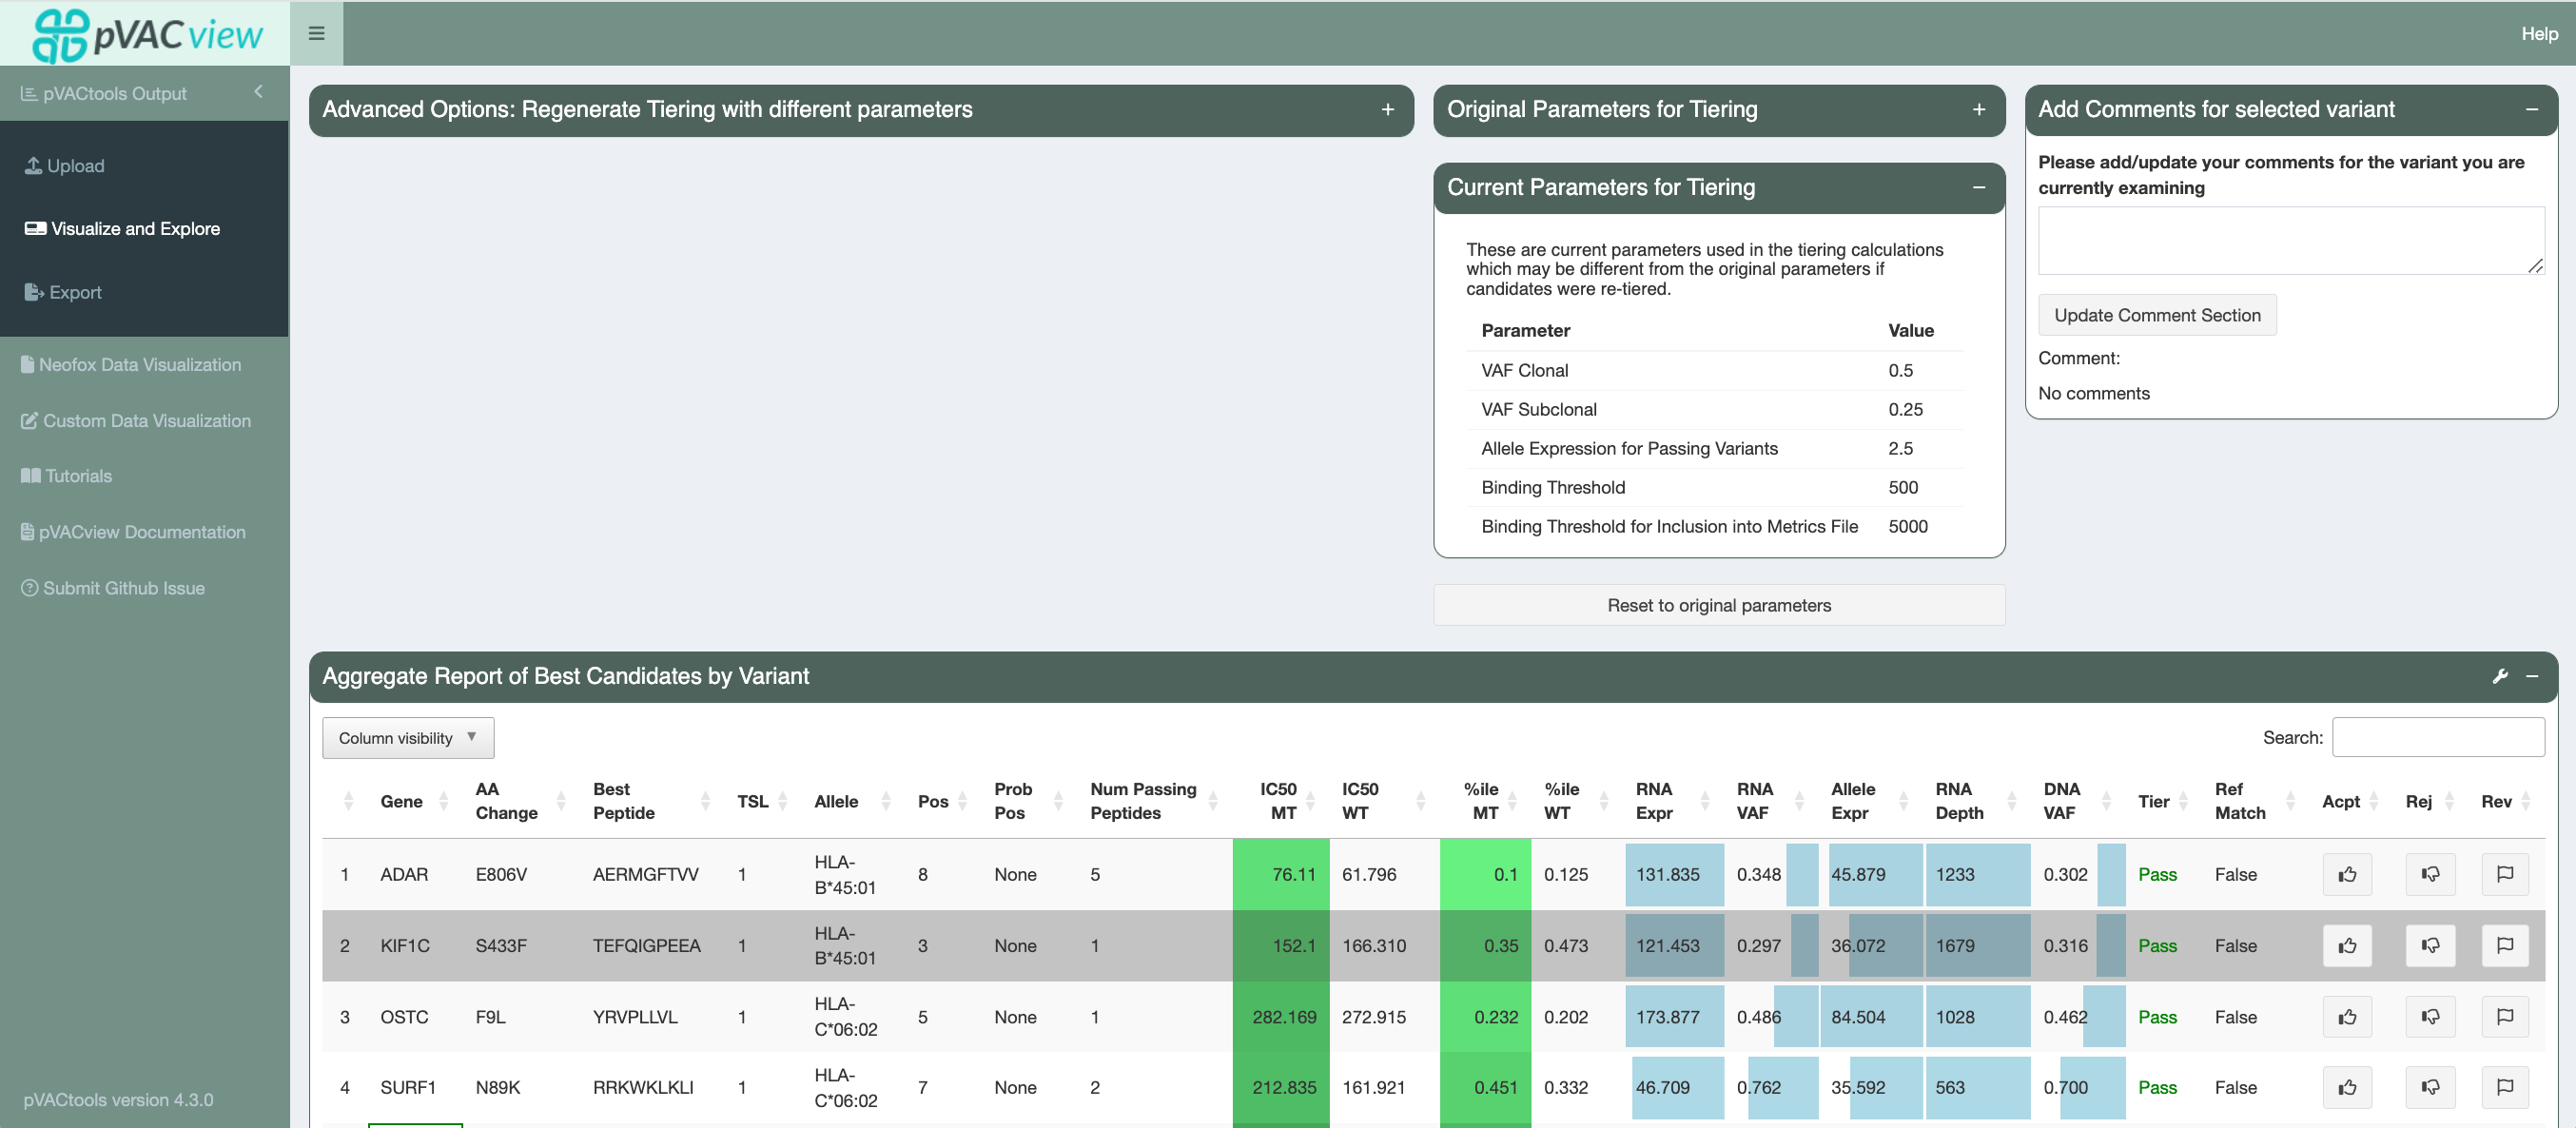 pVACview
Help
pVACtools Output
Upload
Visualize and Explore
Export
Neofox Data Visualization
Custom Data Visualization
Tutorials
pVACview Documentation
Submit Github Issue
pVACtools version 4.3.0
Advanced Options: Regenerate Tiering with different parameters +
Original Parameters for Tiering +
Current Parameters for Tiering −
These are current parameters used in the tiering calculations
which may be different from the original parameters if
candidates were re-tiered.
Parameter Value
VAF Clonal 0.5
VAF Subclonal 0.25
Allele Expression for Passing Variants 2.5
Binding Threshold 500
Binding Threshold for Inclusion into Metrics File 5000
Reset to original parameters
Add Comments for selected variant −
Please add/update your comments for the variant you are
currently examining
Update Comment Section
Comment:
No comments
Aggregate Report of Best Candidates by Variant −
Column visibility
Search:
Gene AA Change Best Peptide TSL Allele Pos Prob Pos Num Passing Peptides IC50 MT IC50 WT %ile MT %ile WT RNA Expr RNA VAF Allele Expr RNA Depth DNA VAF Tier Ref Match Acpt Rej Rev
1 ADAR E806V AERMGFTVV 1 HLA-B*45:01 8 None 5 76.11 61.796 0.1 0.125 131.835 0.348 45.879 1233 0.302 Pass False
2 KIF1C S433F TEFQIGPEEA 1 HLA-B*45:01 3 None 1 152.1 166.310 0.35 0.473 121.453 0.297 36.072 1679 0.316 Pass False
3 OSTC F9L YRVPLLVL 1 HLA-C*06:02 5 None 1 282.169 272.915 0.232 0.202 173.877 0.486 84.504 1028 0.462 Pass False
4 SURF1 N89K RRKWKLKLI 1 HLA-C*06:02 7 None 2 212.835 161.921 0.451 0.332 46.709 0.762 35.592 563 0.700 Pass False